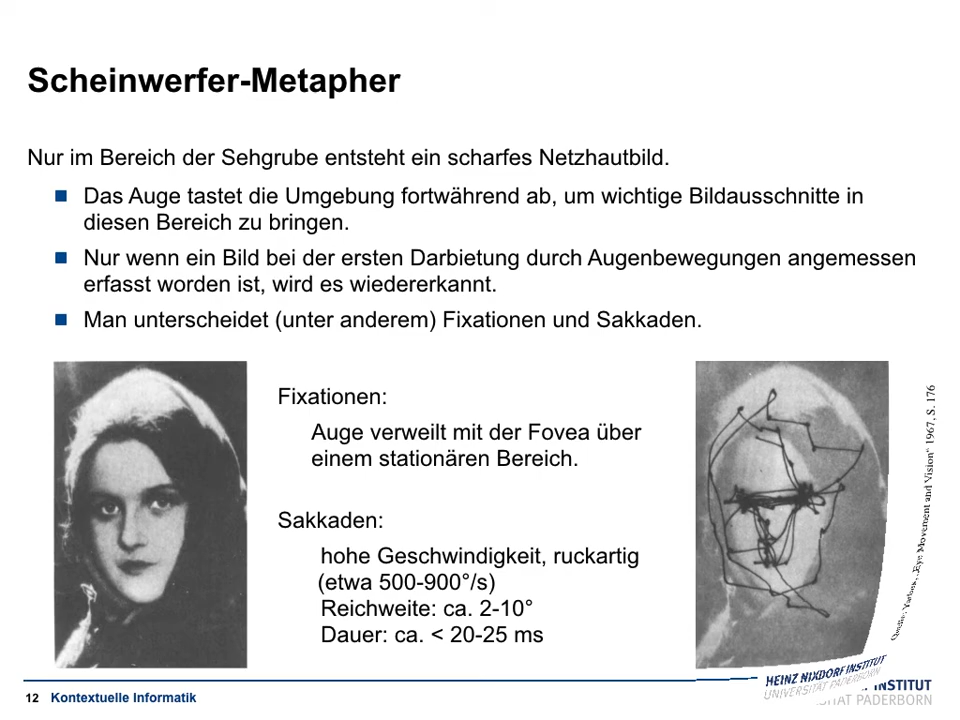 Scheinwerfer-Metapher
Nur im Bereich der Sehgrube entsteht ein scharfes Netzhautbild.
Das Auge tastet die Umgebung fortwährend ab, um wichtige Bildausschnitte in
diesen Bereich zu bringen.
Nur wenn ein Bild bei der ersten Darbietung durch Augenbewegungen angemessen
erfasst worden ist, wird es wiedererkannt.
Man unterscheidet (unter anderem) Fixationen und Sakkaden.
Fixationen:
Auge verweilt mit der Fovea über
einem stationären Bereich.
Sakkaden:
hohe Geschwindigkeit, ruckartig
(etwa 500-900°/s)
Reichweite: ca. 2-10°
Dauer: ca. < 20-25 ms
„Eye Movement and Vision“ 1967, S. 176
HEINZ NIXDORF INSTITUT
UNIVERSITÄT PADERBORN
INSTITUT
PADERBORN
12 Kontextuelle Informatik